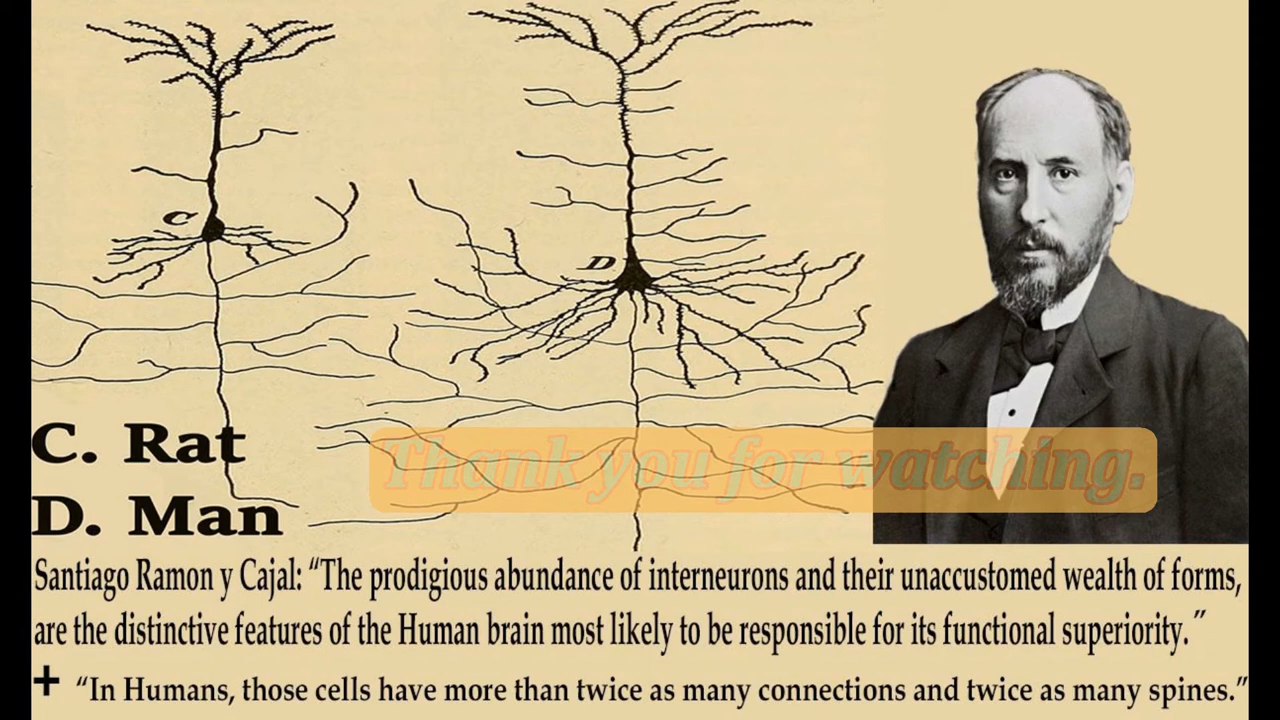 C
D
C. Rat
D. Man
Thank you for watching.
Santiago Ramon y Cajal: “The prodigious abundance of interneurons and their unaccustomed wealth of forms,
are the distinctive features of the Human brain most likely to be responsible for its functional superiority.”
+ “In Humans, those cells have more than twice as many connections and twice as many spines.”